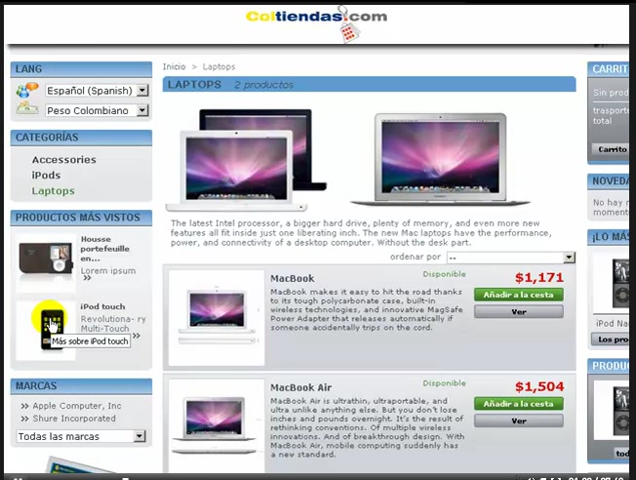 Coltiendas.com
LANG
Español (Spanish)
Peso Colombiano
CATEGORÍAS
Accessories
iPods
Laptops
PRODUCTOS MÁS VISTOS
Housse
portefeuille
en...
Lorem ipsum
iPod touch
Revolutiona- ry
Multi-Touch
Más sobre iPod touch
MARCAS
Apple Computer, Inc
Shure Incorporated
Todas las marcas
Inicio > Laptops
LAPTOPS 2 productos
The latest Intel processor, a bigger hard drive, plenty of memory, and even more new
features all fit inside just one liberating inch. The new Mac laptops have the performance,
power, and connectivity of a desktop computer. Without the desk part.
ordenar por --
MacBook
Disponible
$1,171
MacBook makes it easy to hit the road thanks
to its tough polycarbonate case, built-in
wireless technologies, and innovative MagSafe
Power Adapter that releases automatically if
someone accidentally trips on the cord.
Añadir a la cesta
Ver
MacBook Air
Disponible
$1,504
MacBook Air is ultrathin, ultraportable, and
ultra unlike anything else. But you don't lose
inches and pounds overnight. It's the result of
rethinking conventions. Of multiple wireless
innovations. And of breakthrough design. With
MacBook Air, mobile computing suddenly has
a new standard.
Añadir a la cesta
Ver
CARRIT
Sin prod
trasporte
total
Carrito
NOVEDA
No hay n
momento
¡LO MÁS
iPod Na
Los pro
PRODUC
tod